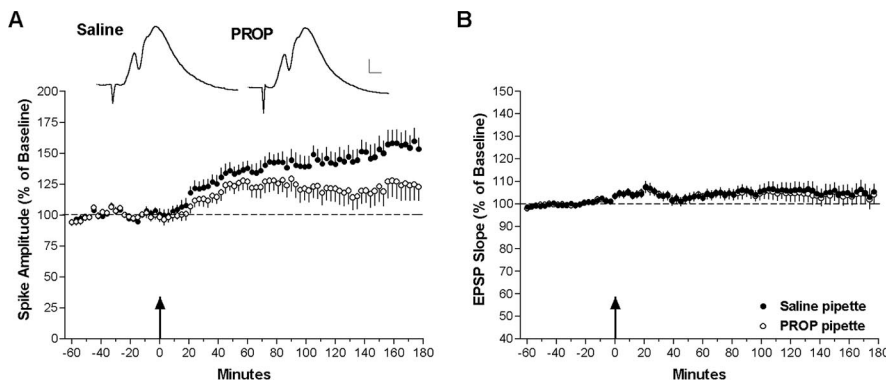 A
Saline
PROP
Spike Amplitude (% of Baseline)
200
175
150
125
100
75
50
25
0
-60 -40 -20 0 20 40 60 80 100 120 140 160 180
Minutes
B
EPSP Slope (% of Baseline)
150
140
130
120
110
100
90
80
70
60
50
40
Saline pipette
PROP pipette
-60 -40 -20 0 20 40 60 80 100 120 140 160 180
Minutes